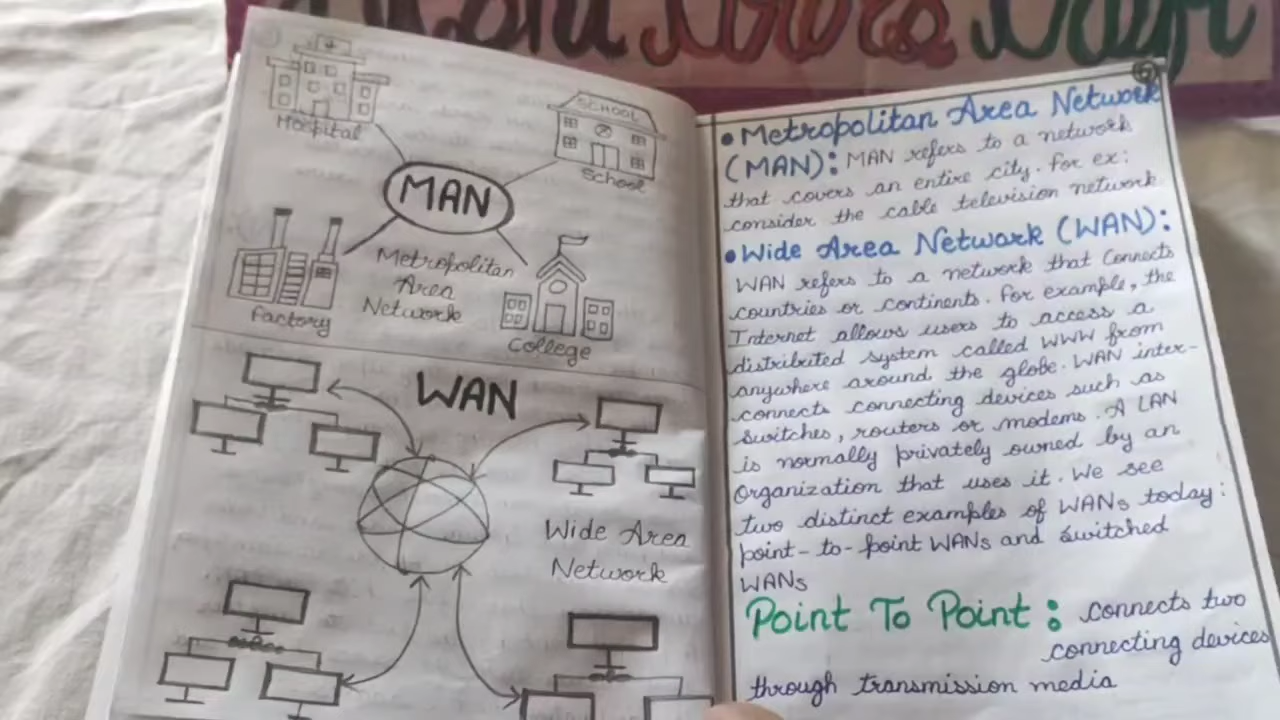 Hospital
SCHOOL
School
MAN
Metropolitan
Area
Network
Factory
College
WAN
Wide Area
Network
• Metropolitan Area Network
(MAN): MAN refers to a network
that covers an entire city. For ex:
consider the cable television network
• Wide Area Network (WAN):
WAN refers to a network that connects
countries or continents. For example, the
Internet allows users to access a
distributed system called WWW from
anywhere around the globe. WAN inter-
connects connecting devices such as
switches, routers or modems. A LAN
is normally privately owned by an
organization that uses it. We see
two distinct examples of WANs today:
point-to-point WANs and switched
WANs
Point To Point: connects two
connecting devices
through transmission media